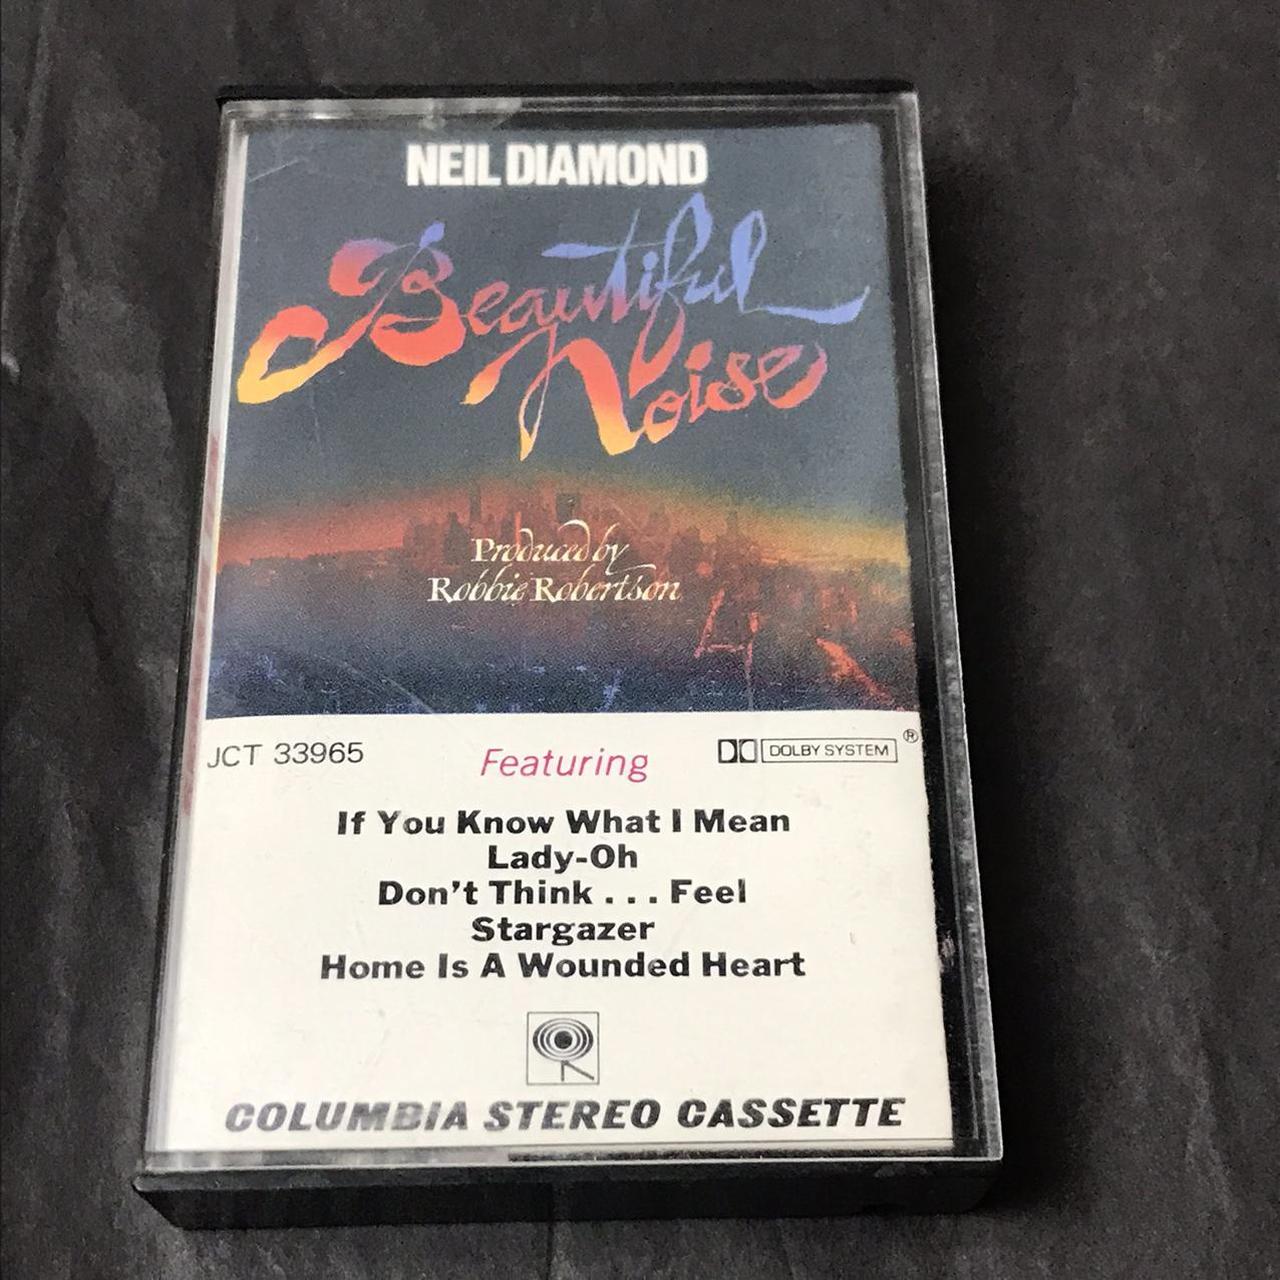 NEIL DIAMOND
Beautiful
Noise
Produced by
Robbie Robertson
JCT 33965
Featuring
DOLBY SYSTEM ®
If You Know What I Mean
Lady-Oh
Don't Think . . . Feel
Stargazer
Home Is A Wounded Heart
COLUMBIA STEREO CASSETTE